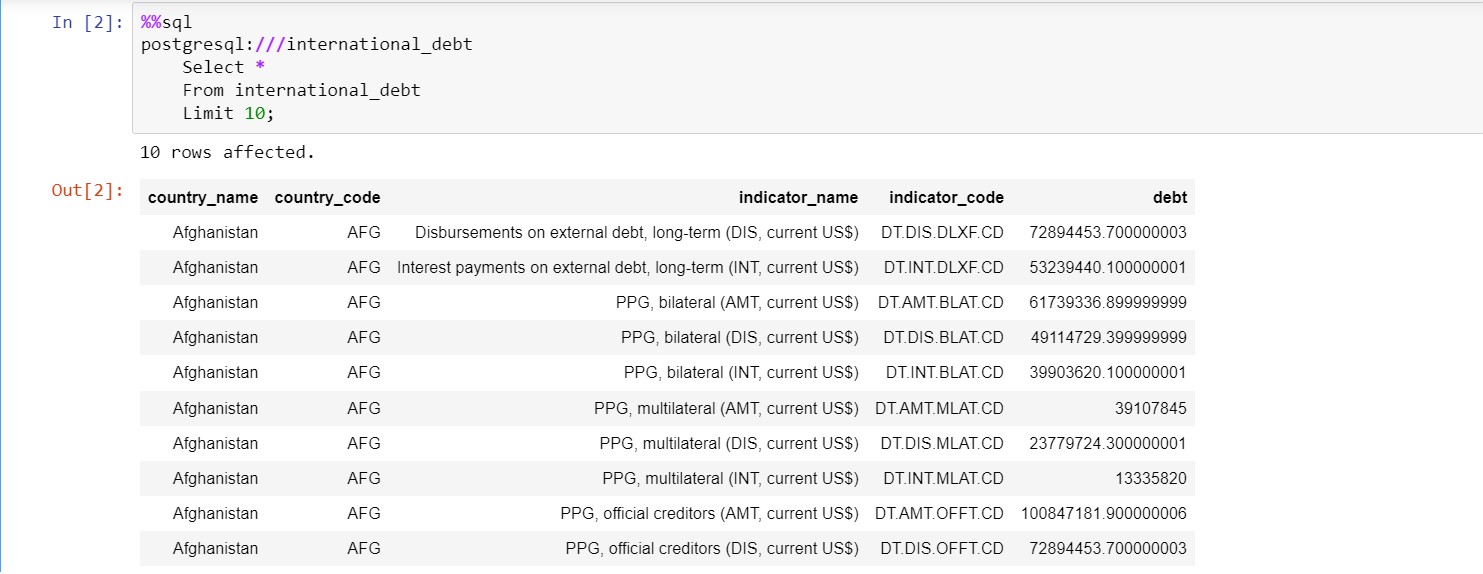 In [2]: %%sql
postgresql:///international_debt
Select *
From international_debt
Limit 10;
10 rows affected.
Out[2]: country_name country_code indicator_name indicator_code debt
Afghanistan AFG Disbursements on external debt, long-term (DIS, current US$) DT.DIS.DLXF.CD 72894453.700000003
Afghanistan AFG Interest payments on external debt, long-term (INT, current US$) DT.INT.DLXF.CD 53239440.100000001
Afghanistan AFG PPG, bilateral (AMT, current US$) DT.AMT.BLAT.CD 61739336.899999999
Afghanistan AFG PPG, bilateral (DIS, current US$) DT.DIS.BLAT.CD 49114729.399999999
Afghanistan AFG PPG, bilateral (INT, current US$) DT.INT.BLAT.CD 39903620.100000001
Afghanistan AFG PPG, multilateral (AMT, current US$) DT.AMT.MLAT.CD 39107845
Afghanistan AFG PPG, multilateral (DIS, current US$) DT.DIS.MLAT.CD 23779724.300000001
Afghanistan AFG PPG, multilateral (INT, current US$) DT.INT.MLAT.CD 13335820
Afghanistan AFG PPG, official creditors (AMT, current US$) DT.AMT.OFFT.CD 100847181.900000006
Afghanistan AFG PPG, official creditors (DIS, current US$) DT.DIS.OFFT.CD 72894453.700000003